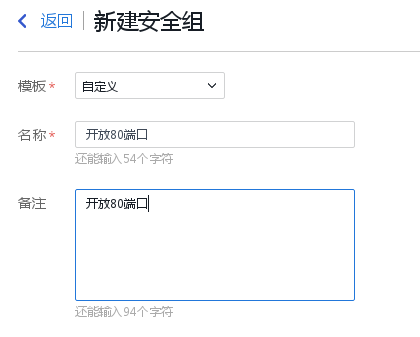 返回 新建安全组
模板* 自定义
名称* 开放80端口
还能输入54个字符
备注 开放80端口
还能输入94个字符